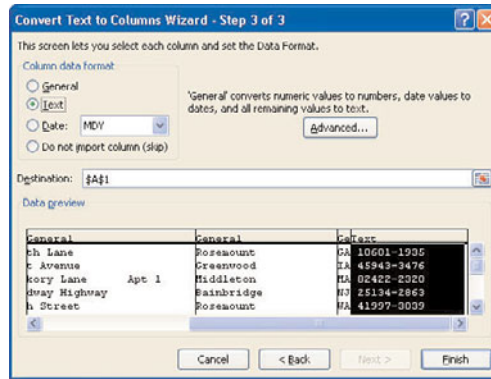 Convert Text to Columns Wizard - Step 3 of 3
This screen lets you select each column and set the Data Format.
Column data format
General
Text
Date: MDY
Do not import column (skip)
'General' converts numeric values to numbers, date values to
dates, and all remaining values to text.
Advanced...
Destination: $A$1
Data preview
General General Ge Text
th Lane Rosemount GA 10601-1935
t Avenue Greenwood IA 45943-3476
kory Lane Apt 1 Middleton MA 02422-2320
dway Highway Bainbridge NJ 25134-2863
h Street Rosemount WA 41997-3039
Cancel < Back Next > Finish